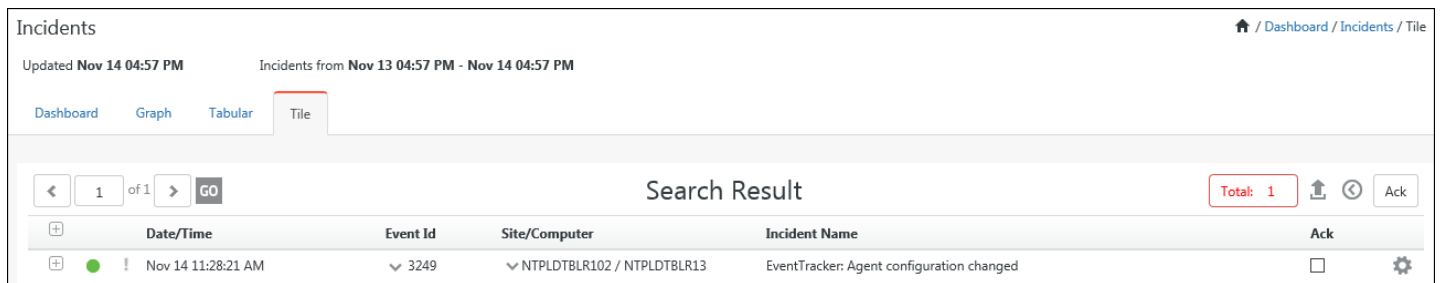 Incidents
/ Dashboard / Incidents / Tile
Updated Nov 14 04:57 PM Incidents from Nov 13 04:57 PM - Nov 14 04:57 PM
Dashboard Graph Tabular Tile
1 of 1 GO Search Result Total: 1 Ack
Date/Time Event Id Site/Computer Incident Name Ack
! Nov 14 11:28:21 AM 3249 NTPLDTBLR102 / NTPLDTBLR13 EventTracker: Agent configuration changed